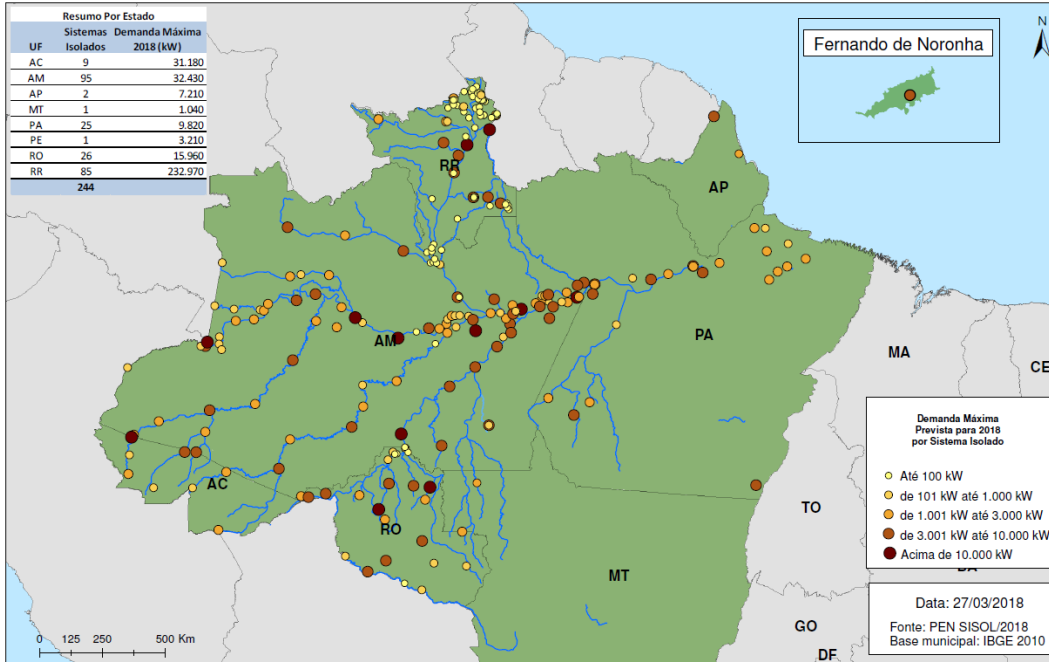 Resumo Por Estado
UF Sistemas Isolados Demanda Máxima 2018 (kW)
AC 9 31.180
AM 95 32.430
AP 2 7.210
MT 1 1.040
PA 25 9.820
PE 1 3.210
RO 26 15.960
RR 85 232.970
244
Fernando de Noronha
N
RR
AP
AM
PA
MA
CE
AC
RO
TO
MT
BA
GO
DF
Demanda Máxima
Prevista para 2018
por Sistema Isolado
Até 100 kW
de 101 kW até 1.000 kW
de 1.001 kW até 3.000 kW
de 3.001 kW até 10.000 kW
Acima de 10.000 kW
Data: 27/03/2018
Fonte: PEN SISOL/2018
Base municipal: IBGE 2010
0 125 250 500 Km